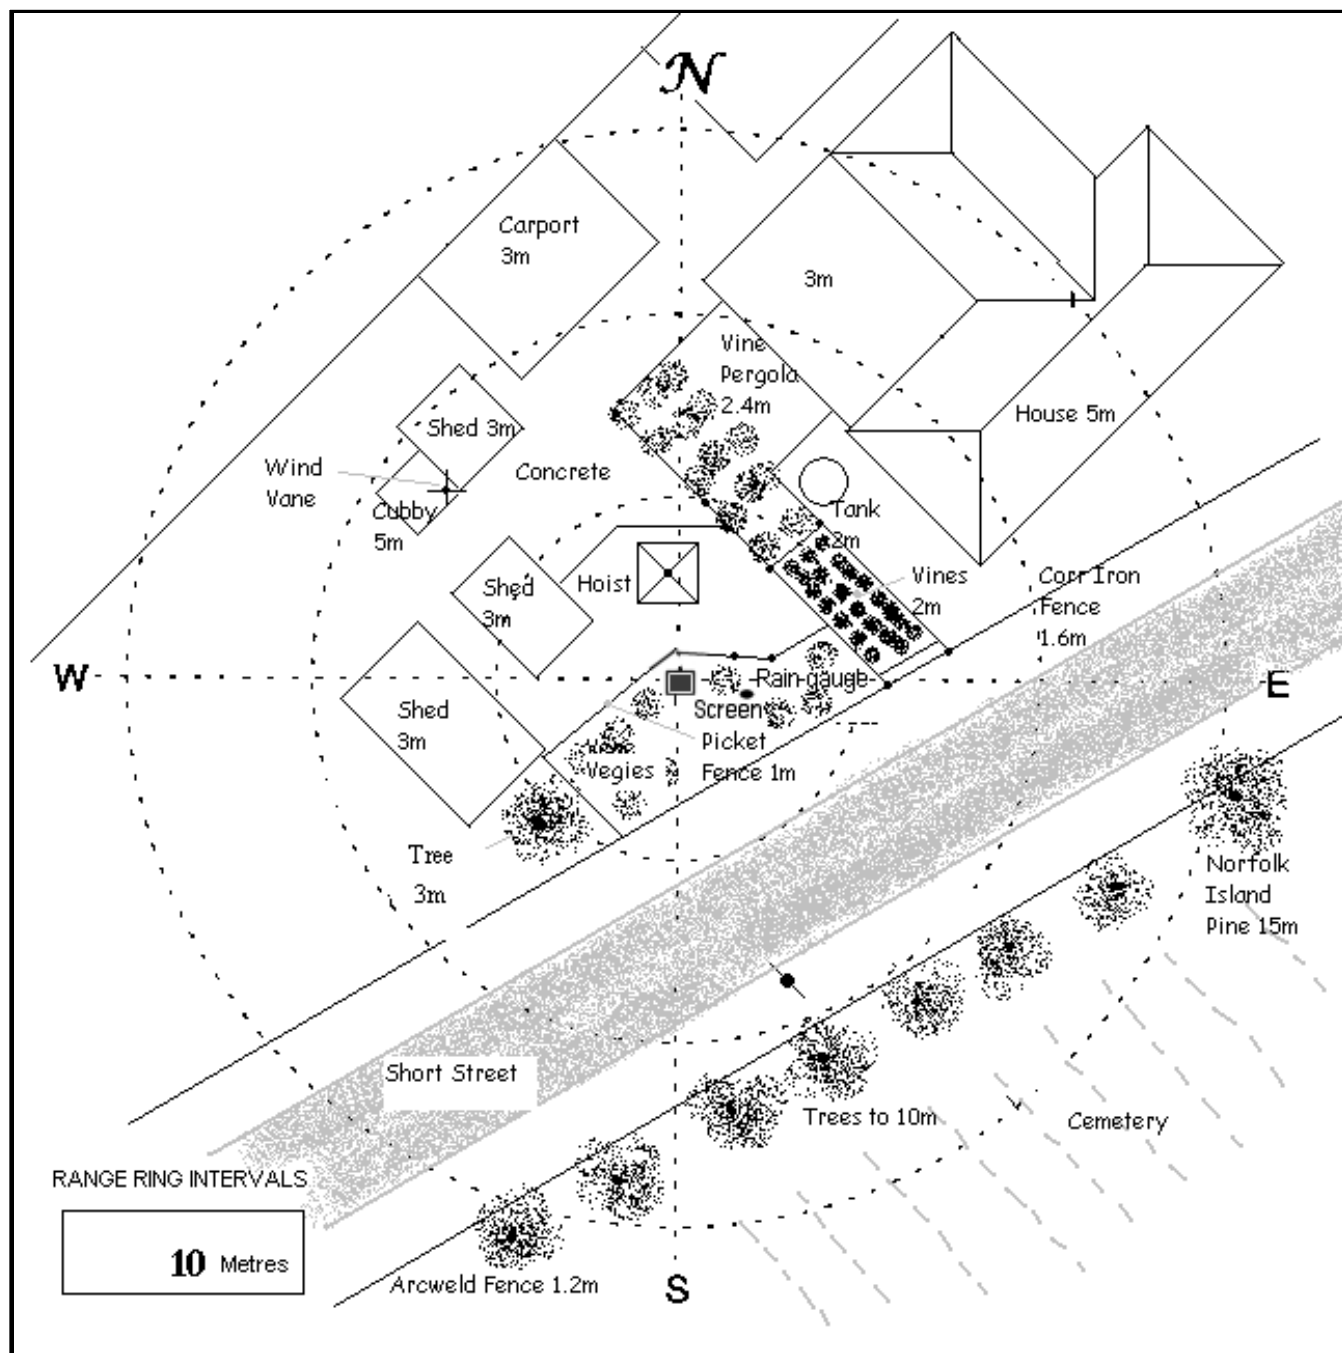 N
Carport
3m
3m
Vine
Pergola
2.4m
House 5m
Shed 3m
Wind
Vane
Concrete
Cubby
5m
Tank
2m
Shed
3m
Hoist
Vines
2m
Corr Iron
Fence
1.6m
W
Rain gauge
E
Screen
Shed
3m
Picket
Fence 1m
Vegies
Tree
3m
Norfolk
Island
Pine 15m
Short Street
Trees to 10m
Cemetery
RANGE RING INTERVALS
10 Metres
Arcweld Fence 1.2m
S